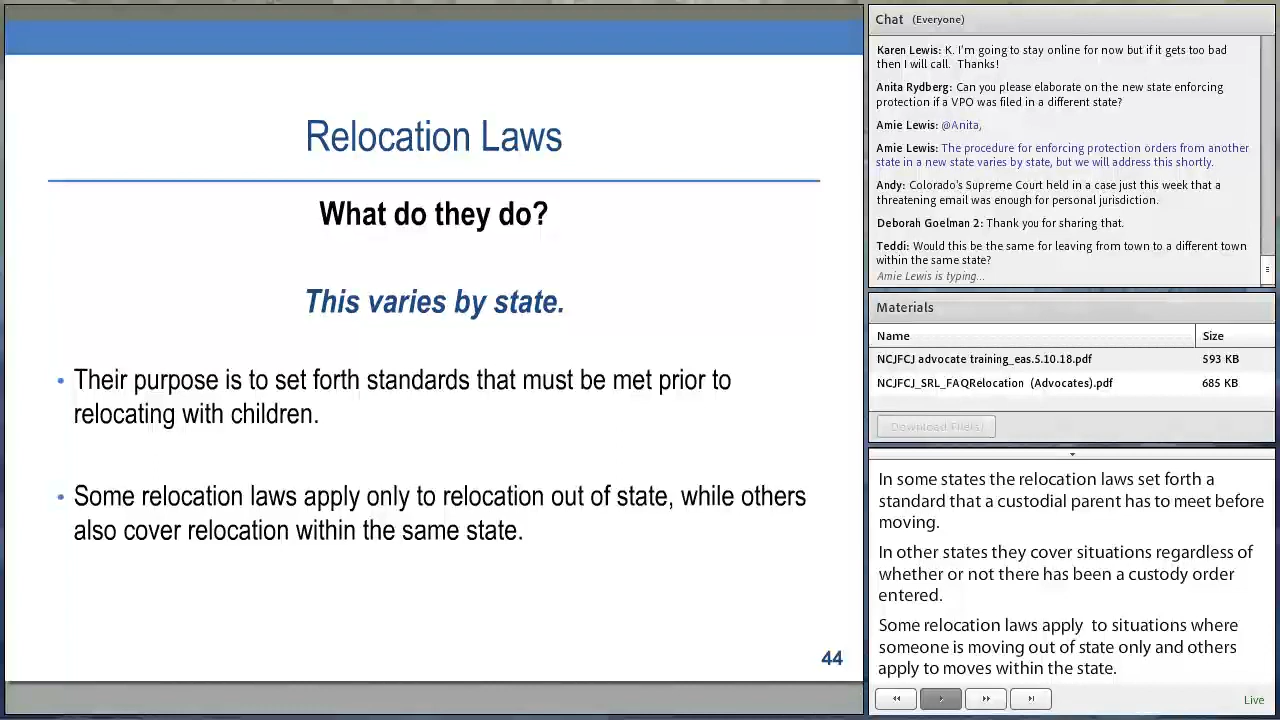 Relocation Laws
What do they do?
This varies by state.
• Their purpose is to set forth standards that must be met prior to
relocating with children.
• Some relocation laws apply only to relocation out of state, while others
also cover relocation within the same state.
44
Chat (Everyone)
Karen Lewis: K. I'm going to stay online for now but if it gets too bad
then I will call. Thanks!
Anita Rydberg: Can you please elaborate on the new state enforcing
protection if a VPO was filed in a different state?
Amie Lewis: @Anita,
Amie Lewis: The procedure for enforcing protection orders from another
state in a new state varies by state, but we will address this shortly.
Andy: Colorado's Supreme Court held in a case just this week that a
threatening email was enough for personal jurisdiction.
Deborah Goelman 2: Thank you for sharing that.
Teddi: Would this be the same for leaving from town to a different town
within the same state?
Amie Lewis is typing...
Materials
Name Size
NCJFCJ advocate training_eas.5.10.18.pdf 593 KB
NCJFCJ_SRL_FAQRelocation (Advocates).pdf 685 KB
Download File(s)
In some states the relocation laws set forth a
standard that a custodial parent has to meet before
moving.
In other states they cover situations regardless of
whether or not there has been a custody order
entered.
Some relocation laws apply to situations where
someone is moving out of state only and others
apply to moves within the state.
Live